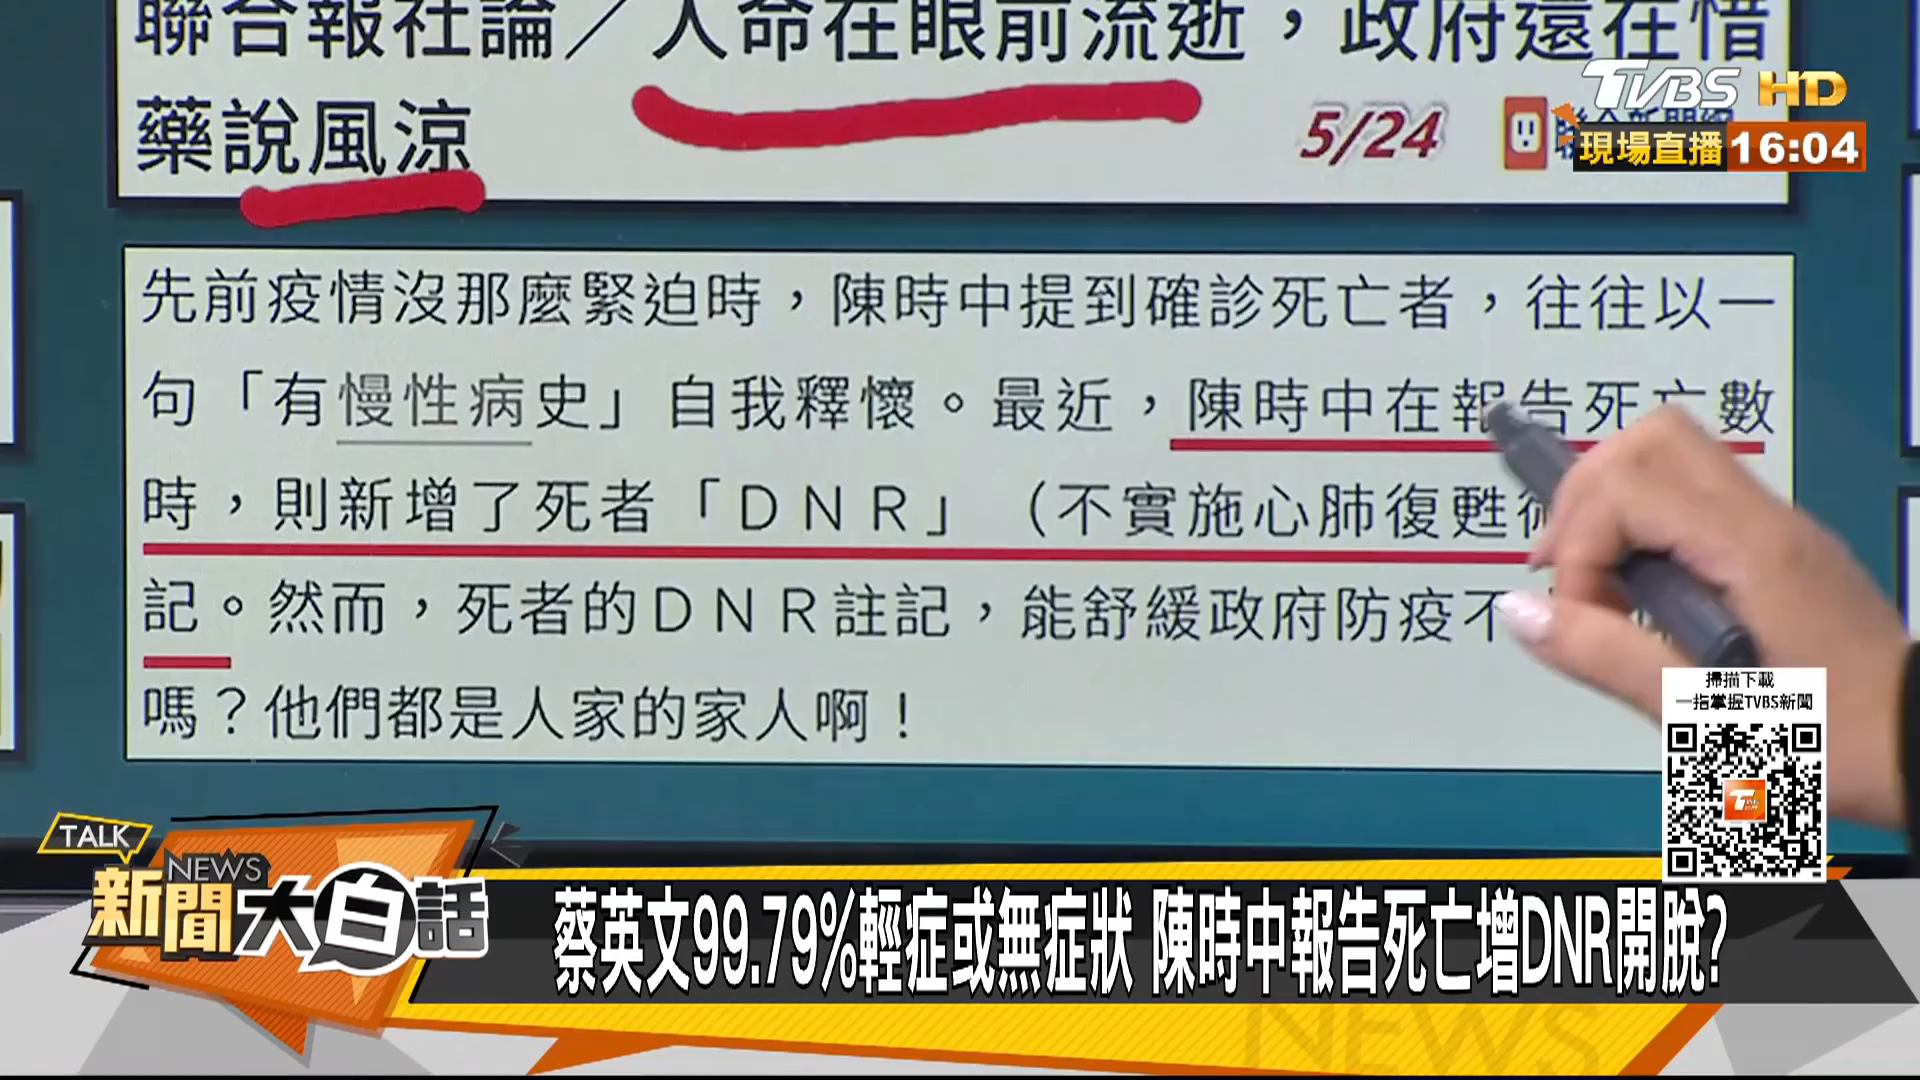 聯合報社論／人命在眼前流逝，政府還在惜
藥說風涼
5/24
TVBS HD
現場直播 16:04
先前疫情沒那麼緊迫時，陳時中提到確診死亡者，往往以一
句「有慢性病史」自我釋懷。最近，陳時中在報告死亡數
時，則新增了死者「DNR」（不實施心肺復甦術
記。然而，死者的DNR註記，能舒緩政府防疫不
嗎？他們都是人家的家人啊！
掃描下載
一指掌握TVBS新聞
TALK
NEWS
新聞大白話
蔡英文99.79%輕症或無症狀 陳時中報告死亡增DNR開脫?
NEWS